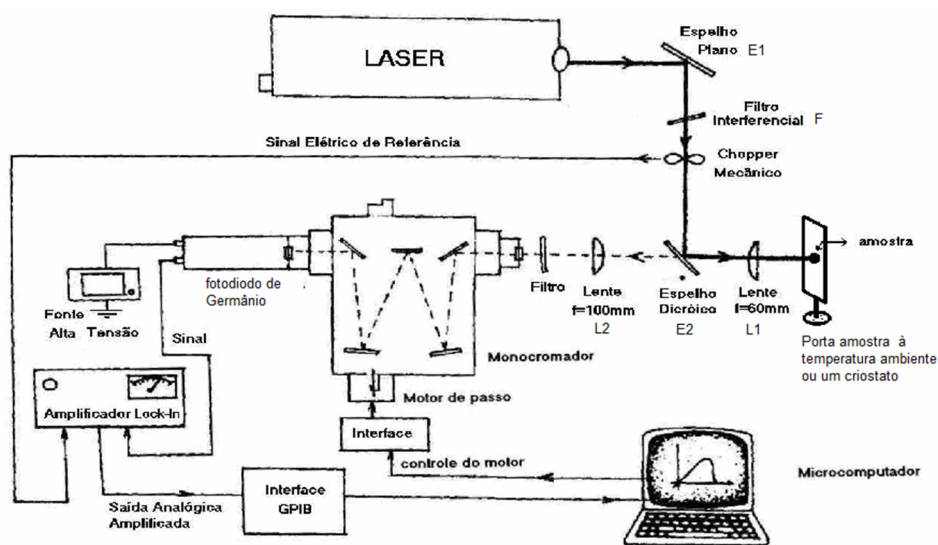 LASER
Espelho
Plano E1
Filtro
Interferencial F
Sinal Elétrico de Referência
Chopper
Mecânico
amostra
fotodiodo de
Germânio
Filtro
Lente
f=100mm
L2
Espelho
Dicróico
E2
Lente
f=60mm
L1
Fonte
Alta Tensão
Sinal
Monocromador
Porta amostra à
temperatura ambiente
ou um criostato
Motor de passo
Amplificador Lock-In
Interface
controle do motor
Microcomputador
Saída Analógica
Amplificada
Interface
GPIB